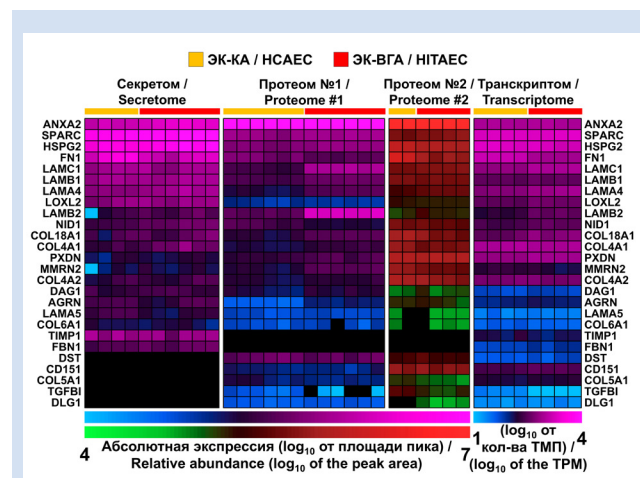 ЭК-КА / HCAEC ЭК-ВГА / HITAEC
Секретом / Протеом №1 / Протеом №2 / Транскриптом /
Secretome Proteome #1 Proteome #2 Transcriptome
ANXA2 ANXA2
SPARC SPARC
HSPG2 HSPG2
FN1 FN1
LAMC1 LAMC1
LAMB1 LAMB1
LAMA4 LAMA4
LOXL2 LOXL2
LAMB2 LAMB2
NID1 NID1
COL18A1 COL18A1
COL4A1 COL4A1
PXDN PXDN
MMRN2 MMRN2
COL4A2 COL4A2
DAG1 DAG1
AGRN AGRN
LAMA5 LAMA5
COL6A1 COL6A1
TIMP1 TIMP1
FBN1 FBN1
DST DST
CD151 CD151
COL5A1 COL5A1
TGFBI TGFBI
DLG1 DLG1
4 Абсолютная экспрессия (log10 от площади пика) / 7
Relative abundance (log10 of the peak area)
1 (log10 от 4
кол-ва ТМП) /
(log10 of the TPM)